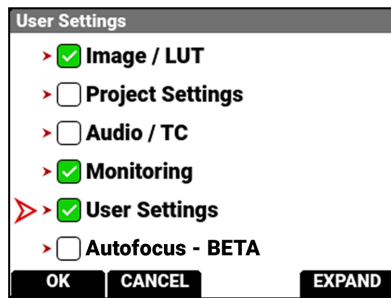 User Settings
Image / LUT
Project Settings
Audio / TC
Monitoring
User Settings
Autofocus - BETA
OK CANCEL EXPAND